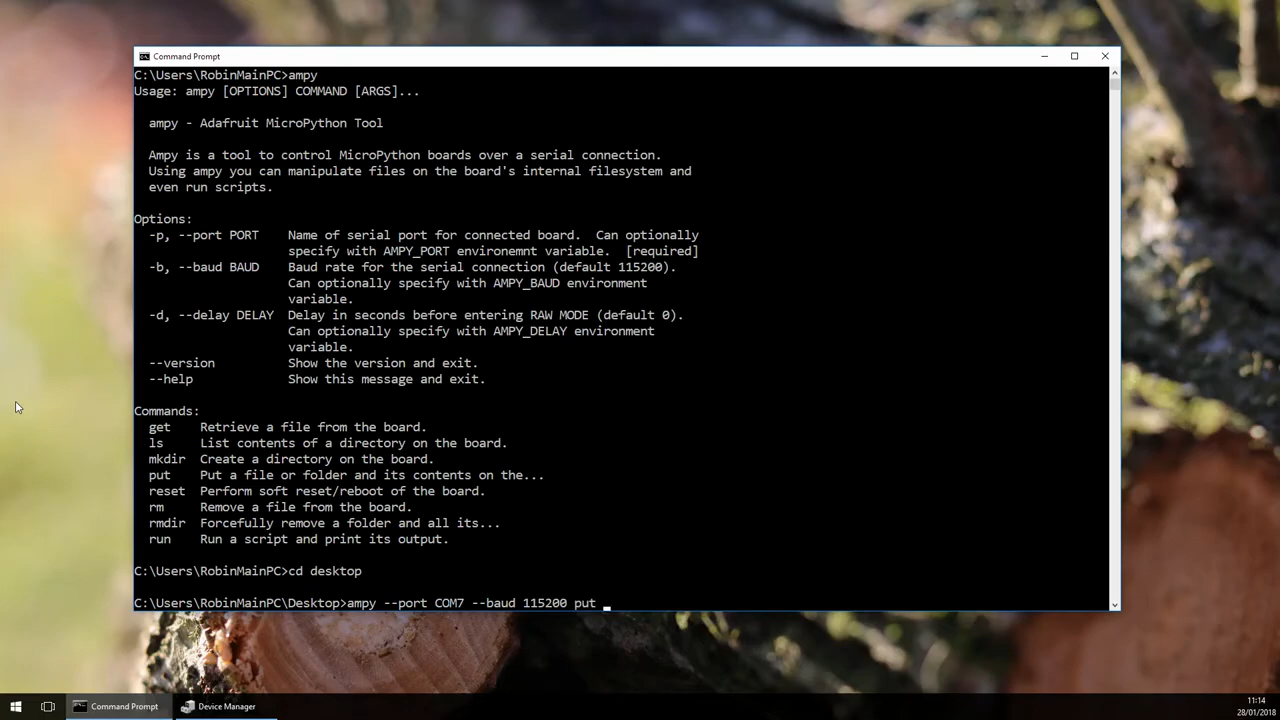 Command Prompt
C:\Users\RobinMainPC>ampy
Usage: ampy [OPTIONS] COMMAND [ARGS]...
ampy - Adafruit MicroPython Tool
Ampy is a tool to control MicroPython boards over a serial connection.
Using ampy you can manipulate files on the board's internal filesystem and
even run scripts.
Options:
-p, --port PORT    Name of serial port for connected board.  Can optionally
specify with AMPY_PORT environemnt variable.  [required]
-b, --baud BAUD    Baud rate for the serial connection (default 115200).
Can optionally specify with AMPY_BAUD environment
variable.
-d, --delay DELAY  Delay in seconds before entering RAW MODE (default 0).
Can optionally specify with AMPY_DELAY environment
variable.
--version          Show the version and exit.
--help             Show this message and exit.
Commands:
get    Retrieve a file from the board.
ls     List contents of a directory on the board.
mkdir  Create a directory on the board.
put    Put a file or folder and its contents on the...
reset  Perform soft reset/reboot of the board.
rm     Remove a file from the board.
rmdir  Forcefully remove a folder and all its...
run    Run a script and print its output.
C:\Users\RobinMainPC>cd desktop
C:\Users\RobinMainPC\Desktop>ampy --port COM7 --baud 115200 put
Command Prompt
Device Manager
11:14
28/01/2018